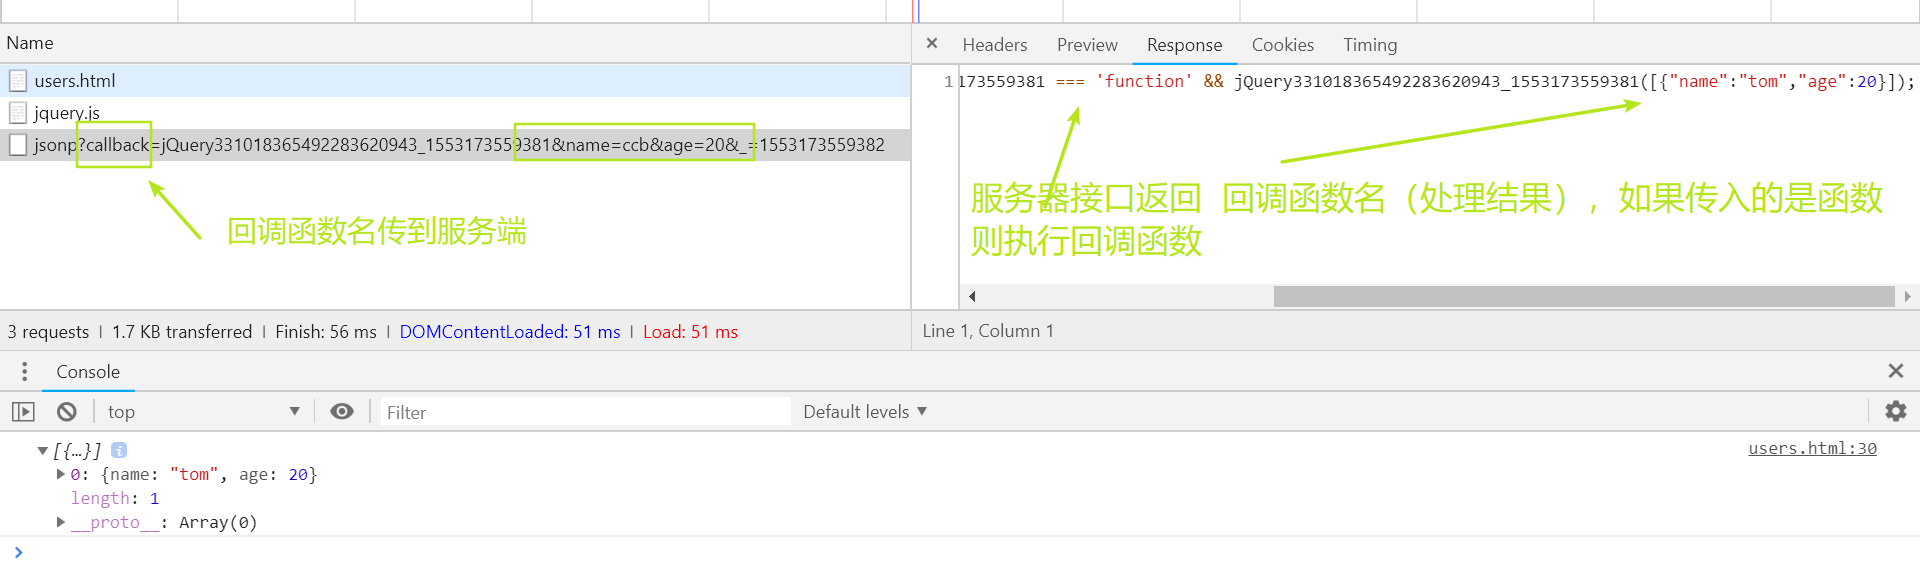 Name
users.html
jquery.js
jsonp?callback=jQuery331018365492283620943_1553173559381&name=ccb&age=20&_=1553173559382
回调函数名传到服务端
3 requests | 1.7 KB transferred | Finish: 56 ms | DOMContentLoaded: 51 ms | Load: 51 ms
× Headers Preview Response Cookies Timing
1 173559381 === 'function' && jQuery331018365492283620943_1553173559381([{"name":"tom","age":20}]);
服务器接口返回 回调函数名（处理结果），如果传入的是函数
则执行回调函数
Line 1, Column 1
Console
top Filter Default levels
[{…}] i users.html:30
0: {name: "tom", age: 20}
length: 1
__proto__: Array(0)